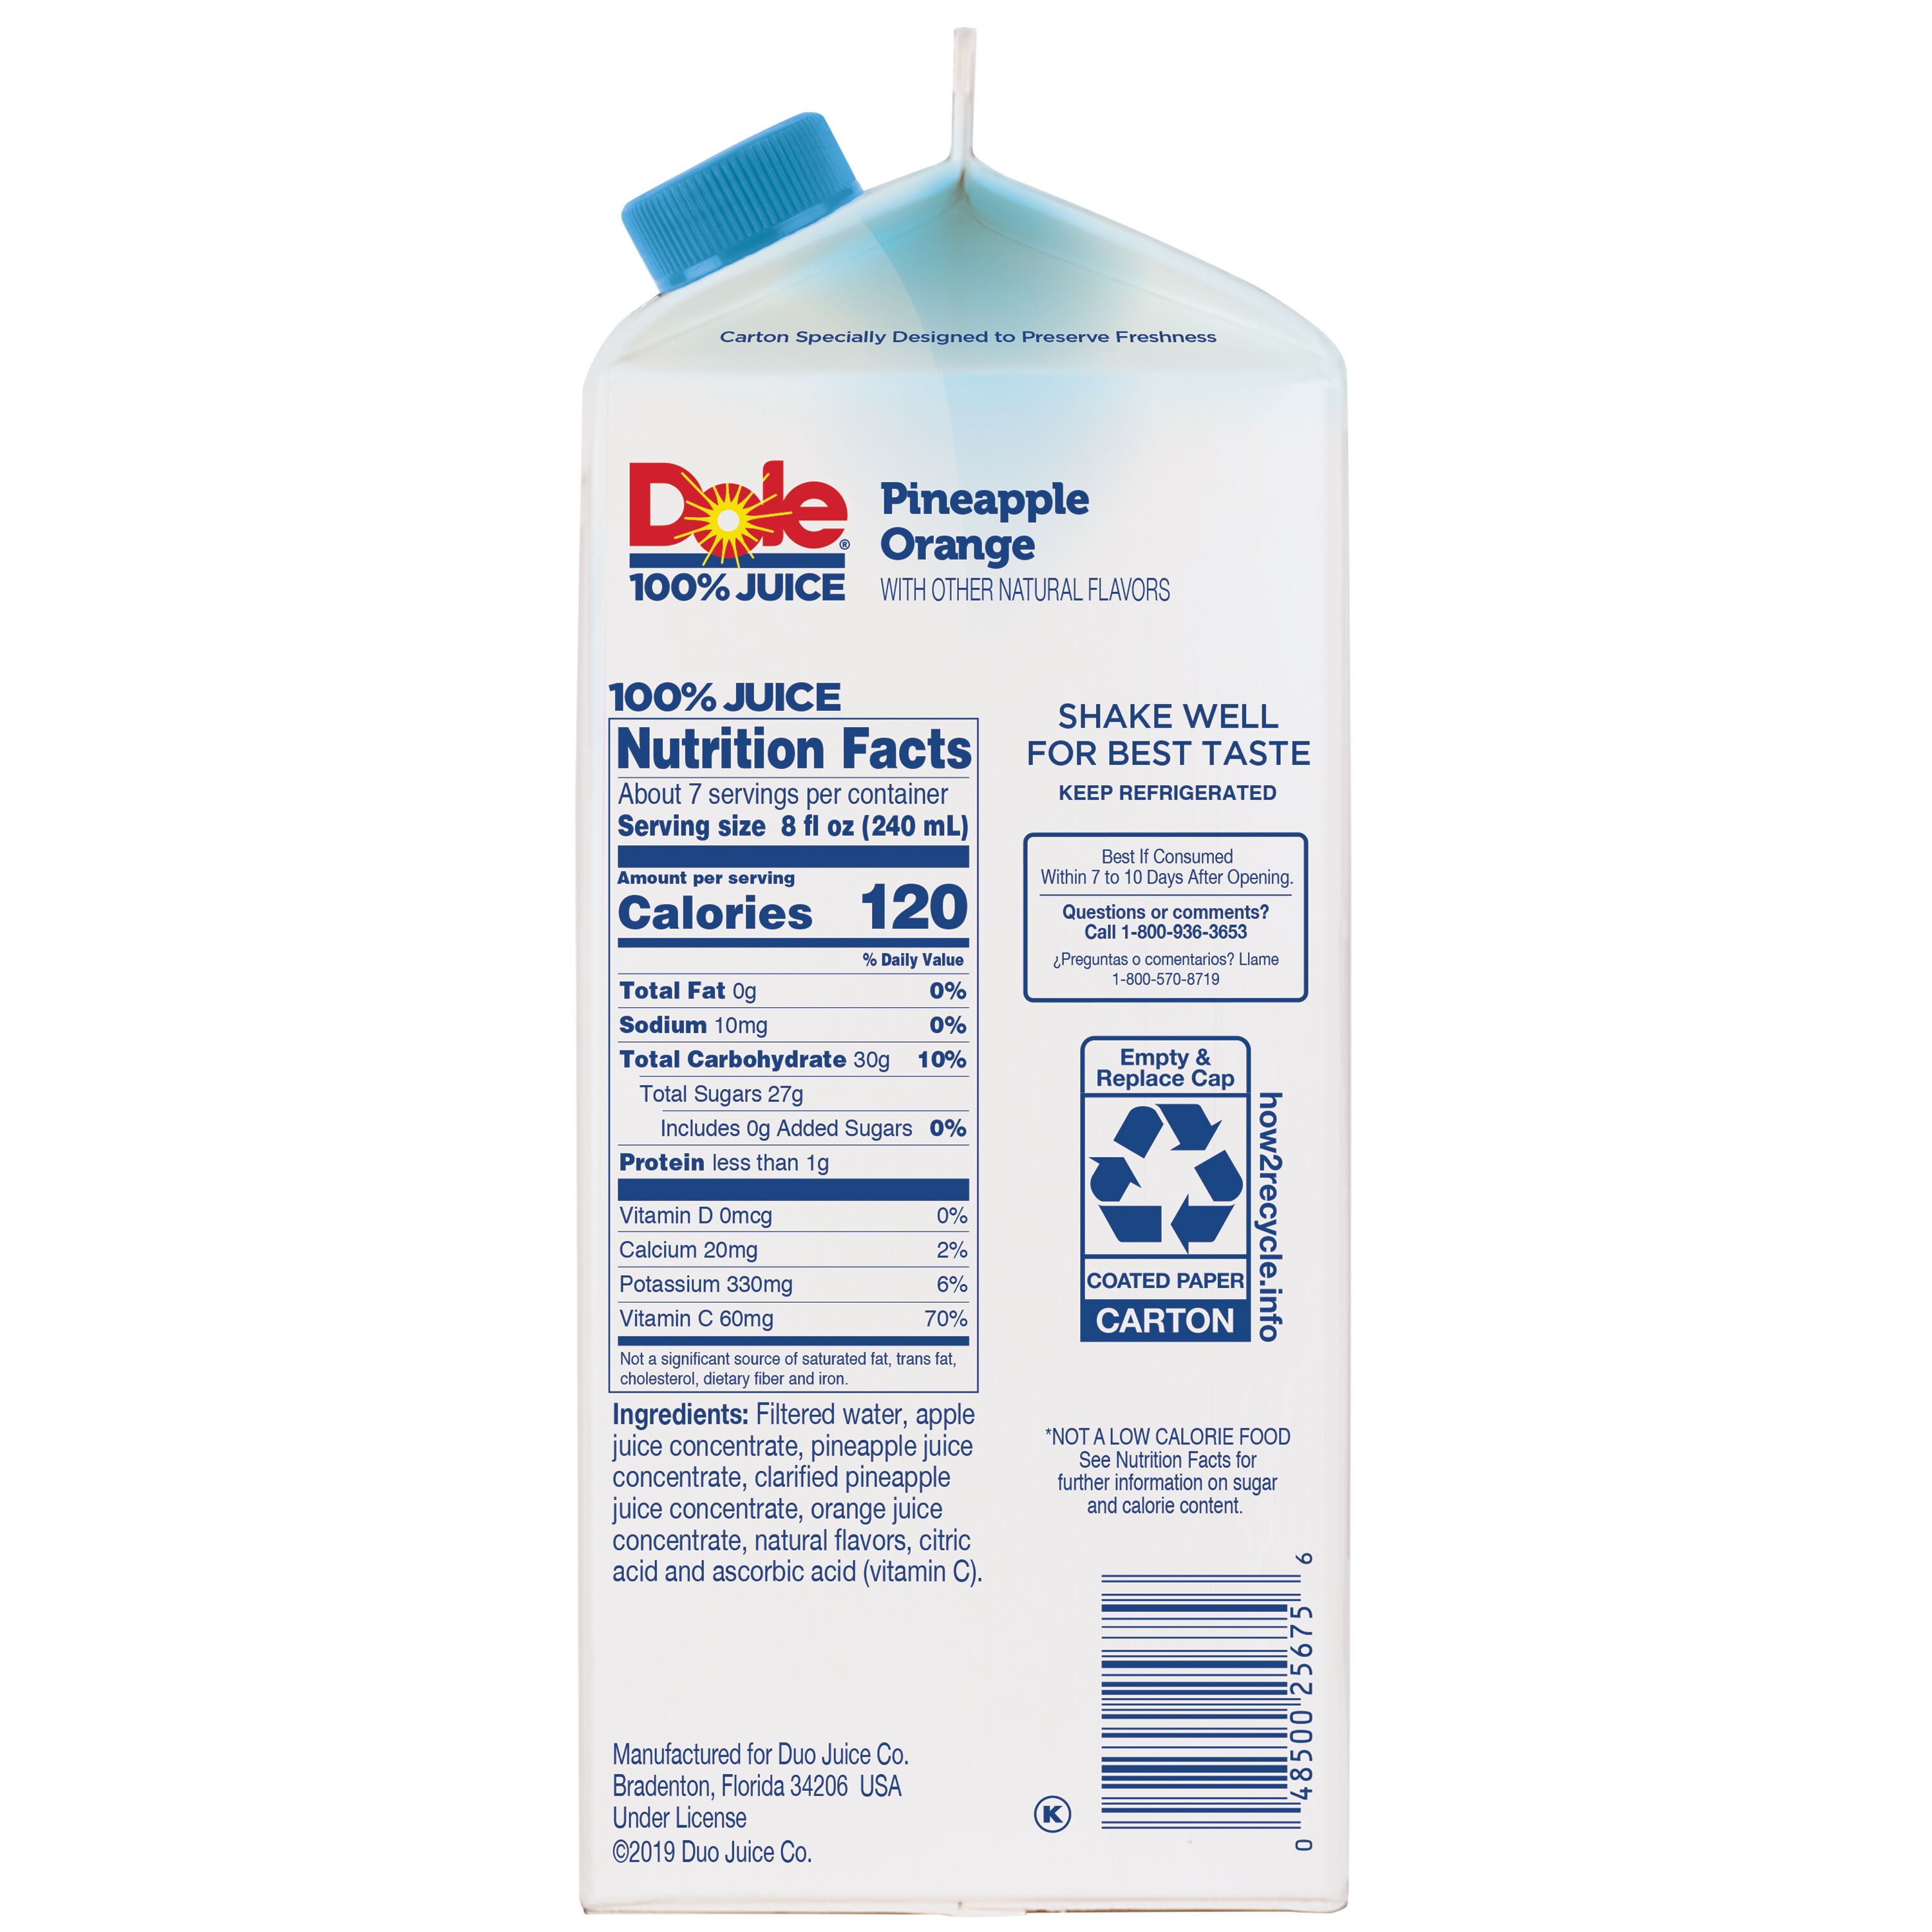 Carton Specially Designed to Preserve Freshness
Dole®
100% JUICE
Pineapple
Orange
WITH OTHER NATURAL FLAVORS
100% JUICE
Nutrition Facts
About 7 servings per container
Serving size 8 fl oz (240 mL)
Amount per serving
Calories 120
% Daily Value
Total Fat 0g 0%
Sodium 10mg 0%
Total Carbohydrate 30g 10%
Total Sugars 27g
Includes 0g Added Sugars 0%
Protein less than 1g
Vitamin D 0mcg 0%
Calcium 20mg 2%
Potassium 330mg 6%
Vitamin C 60mg 70%
Not a significant source of saturated fat, trans fat,
cholesterol, dietary fiber and iron.
Ingredients: Filtered water, apple
juice concentrate, pineapple juice
concentrate, clarified pineapple
juice concentrate, orange juice
concentrate, natural flavors, citric
acid and ascorbic acid (vitamin C).
Manufactured for Duo Juice Co.
Bradenton, Florida 34206 USA
Under License
©2019 Duo Juice Co.
SHAKE WELL
FOR BEST TASTE
KEEP REFRIGERATED
Best If Consumed
Within 7 to 10 Days After Opening.
Questions or comments?
Call 1-800-936-3653
¿Preguntas o comentarios? Llame
1-800-570-8719
Empty &
Replace Cap
COATED PAPER
CARTON
how2recycle.info
*NOT A LOW CALORIE FOOD
See Nutrition Facts for
further information on sugar
and calorie content.
K
0 48500 25675 6